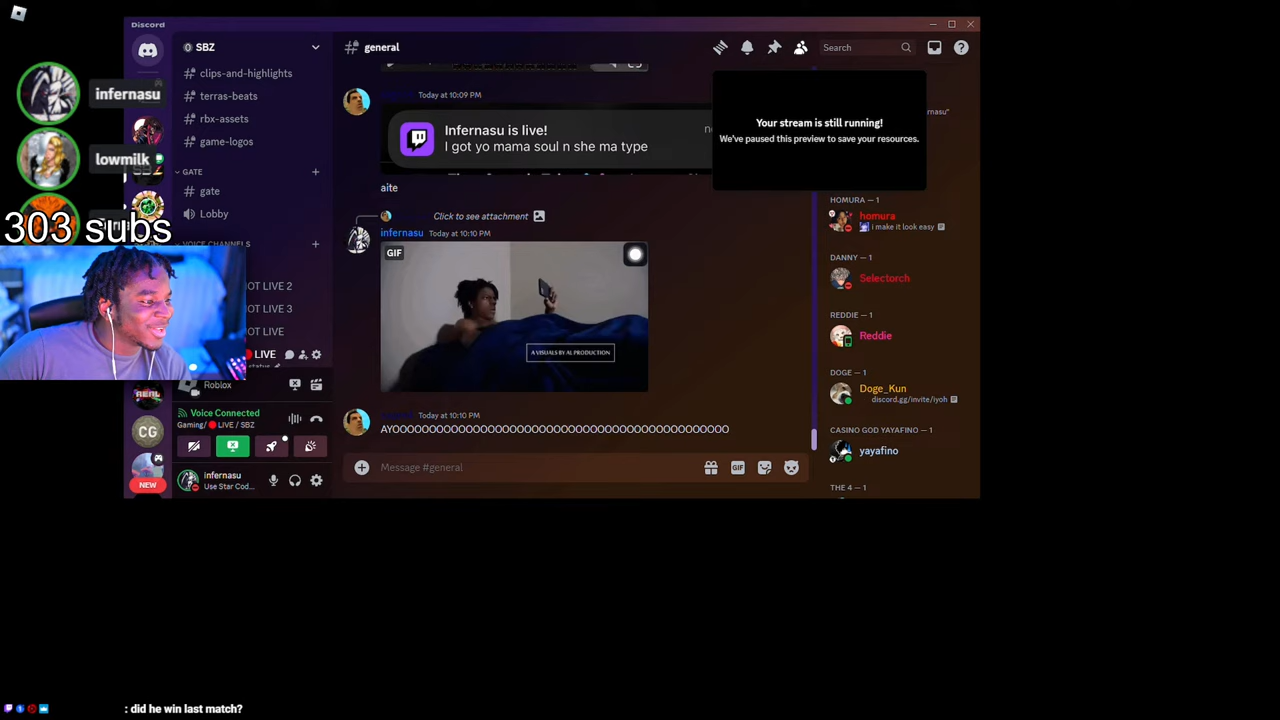 Discord
SBZ
general
Search
clips-and-highlights
terras-beats
rbx-assets
game-logos
GATE
gate
Lobby
VOICE CHANNELS
OT LIVE 2
OT LIVE 3
OT LIVE
LIVE
status
Roblox
Voice Connected
Gaming/ LIVE / SBZ
infernasu
Use Star Cod...
REAL
CG
NEW
infernasu
lowmilk
303 subs
Today at 10:09 PM
Infernasu is live!
I got yo mama soul n she ma type
aite
Click to see attachment
infernasu Today at 10:10 PM
GIF
A VISUALS BY AL PRODUCTION
Today at 10:10 PM
AYOOOOOOOOOOOOOOOOOOOOOOOOOOOOOOOOOOOOOOOOO
Message #general
GIF
Your stream is still running!
We've paused this preview to save your resources.
HOMURA — 1
homura
i make it look easy
DANNY — 1
Selectorch
REDDIE — 1
Reddie
DOGE — 1
Doge_Kun
discord.gg/invite/iyoh
CASINO GOD YAYAFINO — 1
yayafino
THE 4 — 1
: did he win last match?